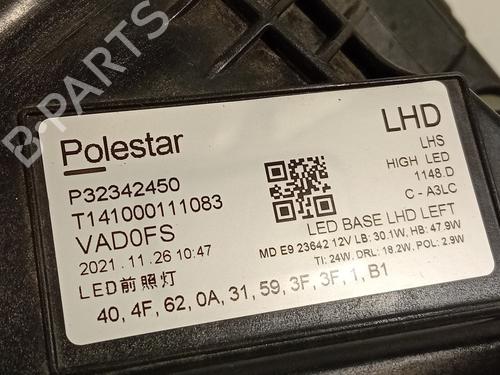 B-PARTS
Polestar
LHD
P32342450
T141000111083
VAD0FS
2021 . 11 . 26 10:47
LED前照灯
40, 4F, 62, 0A, 31, 59, 3F, 3F, 1, B1
LHS
HIGH LED
1148.D
C - A3LC
LED BASE LHD LEFT
MD E9 23642 12V LB: 30.1W, HB: 47.9W
TI: 24W, DRL: 18.2W, POL: 2.9W